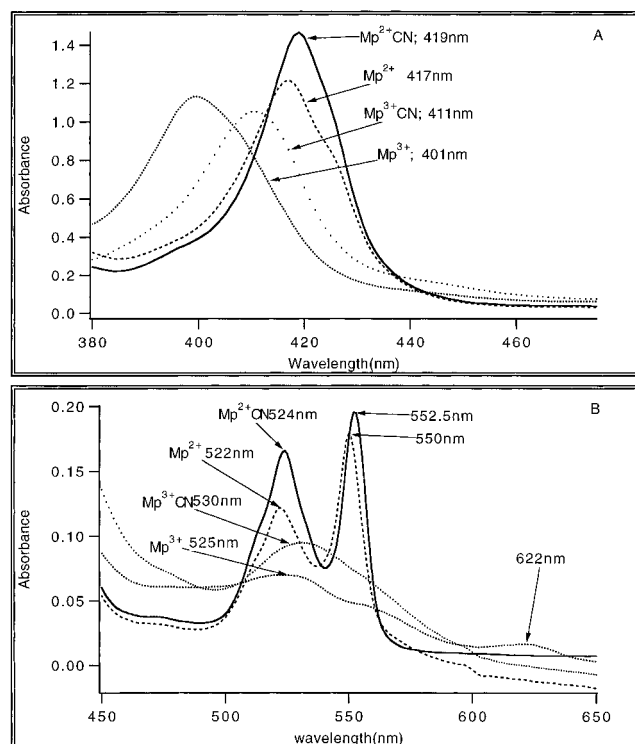 A
Mp²⁺CN; 419nm
Mp²⁺ 417nm
Mp³⁺CN; 411nm
Mp³⁺; 401nm
Absorbance
1.4
1.2
1.0
0.8
0.6
0.4
0.2
0.0
380
400
420
440
460
Wavelength(nm)
B
Mp²⁺CN524nm
552.5nm
Mp²⁺ 522nm
550nm
Mp³⁺CN530nm
Mp³⁺ 525nm
622nm
Absorbance
0.20
0.15
0.10
0.05
0.00
450
500
550
600
650
wavelength(nm)